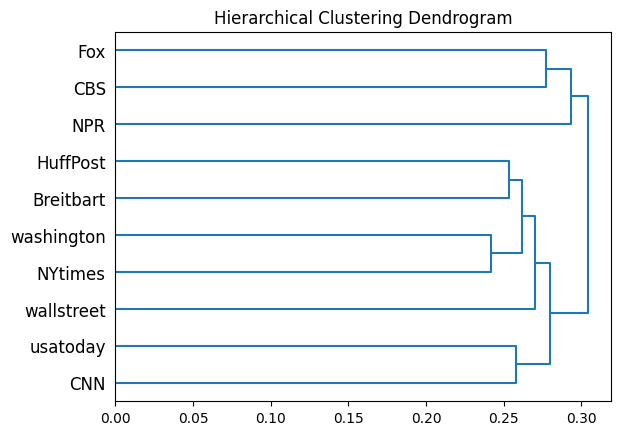 Hierarchical Clustering Dendrogram
Fox
CBS
NPR
HuffPost
Breitbart
washington
NYtimes
wallstreet
usatoday
CNN
0.00 0.05 0.10 0.15 0.20 0.25 0.30